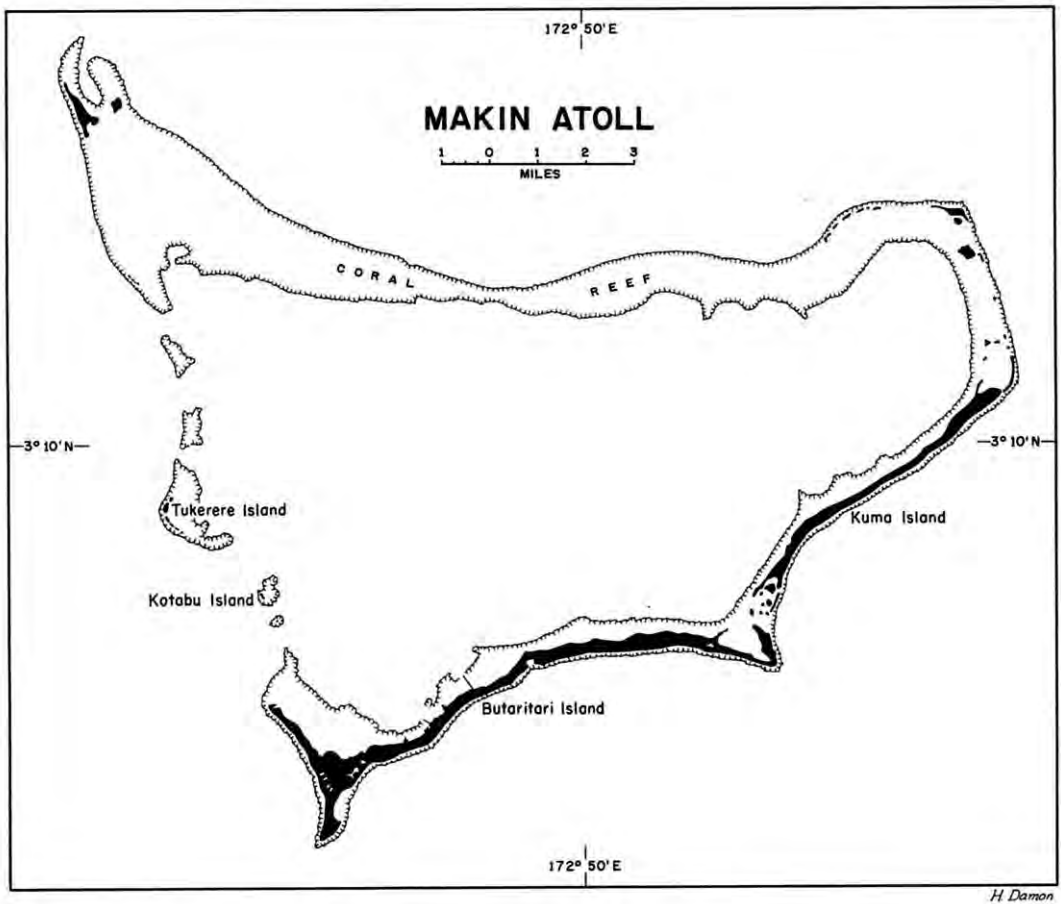 172° 50'E
MAKIN ATOLL
1 0 1 2 3
MILES
CORAL REEF
3° 10'N
3° 10'N
Tukerere Island
Kuma Island
Kotabu Island
Butaritari Island
172° 50'E
H. Damon